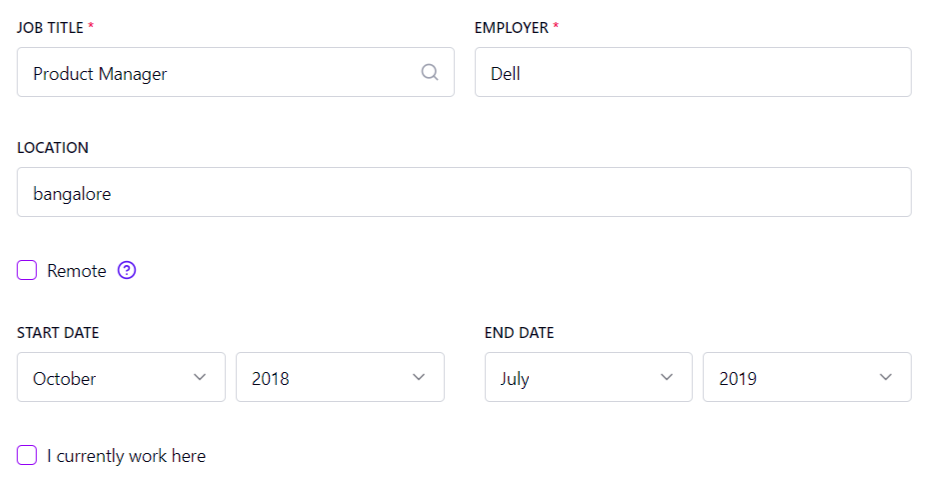 JOB TITLE * EMPLOYER *
Product Manager Dell
LOCATION
bangalore
Remote ?
START DATE END DATE
October 2018 July 2019
I currently work here